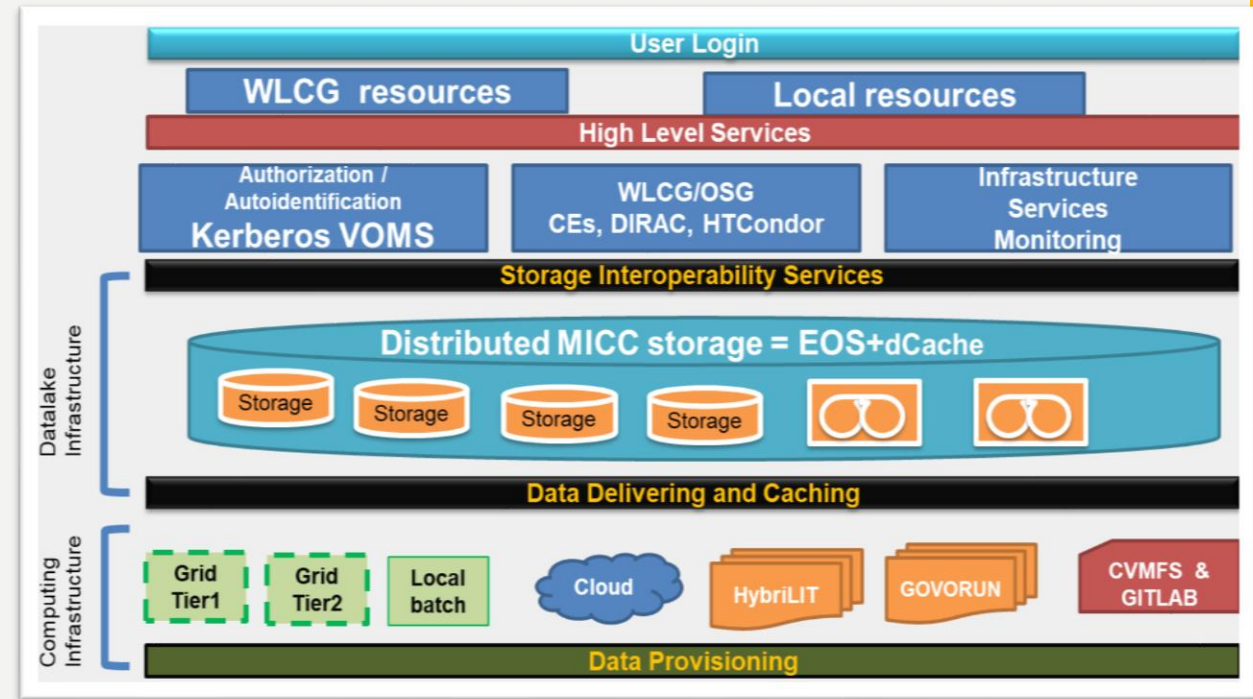 User Login
WLCG resources
Local resources
High Level Services
Authorization /
Autoidentification
Kerberos VOMS
WLCG/OSG
CEs, DIRAC, HTCondor
Infrastructure
Services
Monitoring
Storage Interoperability Services
Datalake
Infrastructure
Distributed MICC storage = EOS+dCache
Storage
Storage
Storage
Storage
Data Delivering and Caching
Computing
Infrastructure
Grid
Tier1
Grid
Tier2
Local
batch
Cloud
HybriLIT
GOVORUN
CVMFS &
GITLAB
Data Provisioning